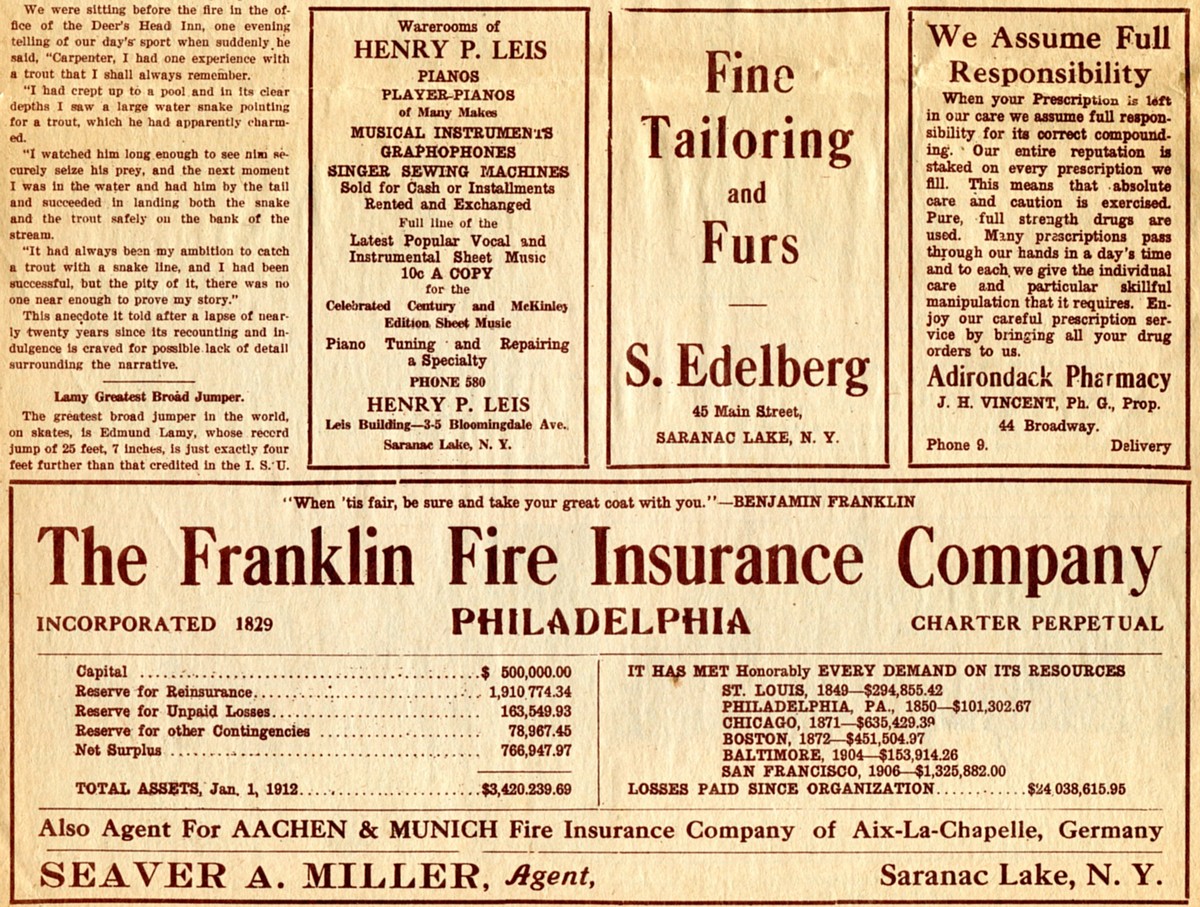 We were sitting before the fire in the of-
fice of the Deer's Head Inn, one evening
telling of our day's sport when suddenly he
said, "Carpenter, I had one experience with
a trout that I shall always remember.
"I had crept up to a pool and in its clear
depths I saw a large water snake pointing
for a trout, which he had apparently charm-
ed.
"I watched him long enough to see him se-
curely seize his prey, and the next moment
I was in the water and had him by the tail
and succeeded in landing both the snake
and the trout safely on the bank of the
stream.
"It had always been my ambition to catch
a trout with a snake line, and I had been
successful, but the pity of it, there was no
one near enough to prove my story."
This anecdote it told after a lapse of near-
ly twenty years since its recounting and in-
dulgence is craved for possible lack of detail
surrounding the narrative.
Lamy Greatest Broad Jumper.
The greatest broad jumper in the world,
on skates, is Edmund Lamy, whose record
jump of 25 feet, 7 inches, is just exactly four
feet further than that credited in the I. S. U.
Warerooms of
HENRY P. LEIS
PIANOS
PLAYER-PIANOS
of Many Makes
MUSICAL INSTRUMENTS
GRAPHOPHONES
SINGER SEWING MACHINES
Sold for Cash or Installments
Rented and Exchanged
Full line of the
Latest Popular Vocal and
Instrumental Sheet Music
10c A COPY
for the
Celebrated Century and McKinley
Edition Sheet Music
Piano Tuning and Repairing
a Specialty
PHONE 580
HENRY P. LEIS
Leis Building—3-5 Bloomingdale Ave.
Saranac Lake, N. Y.
Fine
Tailoring
and
Furs
S. Edelberg
45 Main Street,
SARANAC LAKE, N. Y.
We Assume Full
Responsibility
When your Prescription is left
in our care we assume full respon-
sibility for its correct compound-
ing. Our entire reputation is
staked on every prescription we
fill. This means that absolute
care and caution is exercised.
Pure, full strength drugs are
used. Many prescriptions pass
through our hands in a day's time
and to each we give the individual
care and particular skillful
manipulation that it requires. En-
joy our careful prescription ser-
vice by bringing all your drug
orders to us.
Adirondack Pharmacy
J. H. VINCENT, Ph. G., Prop.
44 Broadway.
Phone 9. Delivery
"When 'tis fair, be sure and take your great coat with you."—BENJAMIN FRANKLIN
The Franklin Fire Insurance Company
INCORPORATED 1829 PHILADELPHIA CHARTER PERPETUAL
Capital ........................................$ 500,000.00
Reserve for Reinsurance............................ 1,910 774.34
Reserve for Unpaid Losses.......................... 163,549.93
Reserve for other Contingencies .................... 78,967.45
Net Surplus ........................................ 766,947.97
TOTAL ASSETS, Jan. 1, 1912......................$3,420.239.69
IT HAS MET Honorably EVERY DEMAND ON ITS RESOURCES
ST. LOUIS, 1849—$294,855.42
PHILADELPHIA, PA., 1850—$101,302.67
CHICAGO, 1871—$635,429.39
BOSTON, 1872—$451,504.97
BALTIMORE, 1904—$153,914.26
SAN FRANCISCO, 1906—$1,325,882.00
LOSSES PAID SINCE ORGANIZATION...........$24 038,615.95
Also Agent For AACHEN & MUNICH Fire Insurance Company of Aix-La-Chapelle, Germany
SEAVER A. MILLER, Agent, Saranac Lake, N. Y.